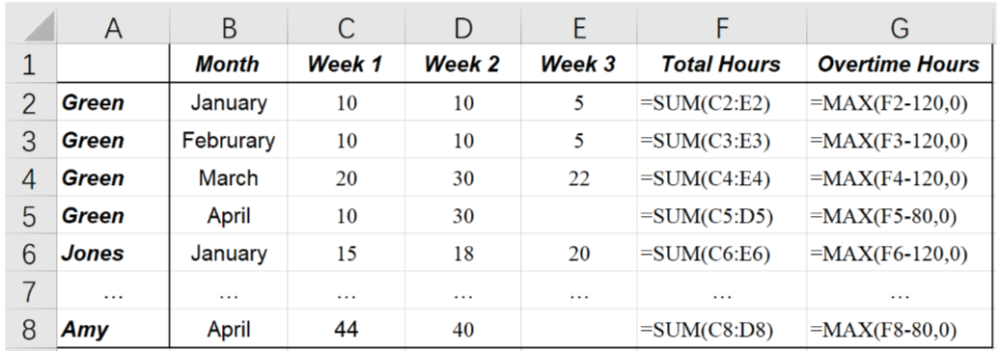 A B C D E F G
1 Month Week 1 Week 2 Week 3 Total Hours Overtime Hours
2 Green January 10 10 5 =SUM(C2:E2) =MAX(F2-120,0)
3 Green Februrary 10 10 5 =SUM(C3:E3) =MAX(F3-120,0)
4 Green March 20 30 22 =SUM(C4:E4) =MAX(F4-120,0)
5 Green April 10 30 =SUM(C5:D5) =MAX(F5-80,0)
6 Jones January 15 18 20 =SUM(C6:E6) =MAX(F6-120,0)
7 … … … … … … …
8 Amy April 44 40 =SUM(C8:D8) =MAX(F8-80,0)